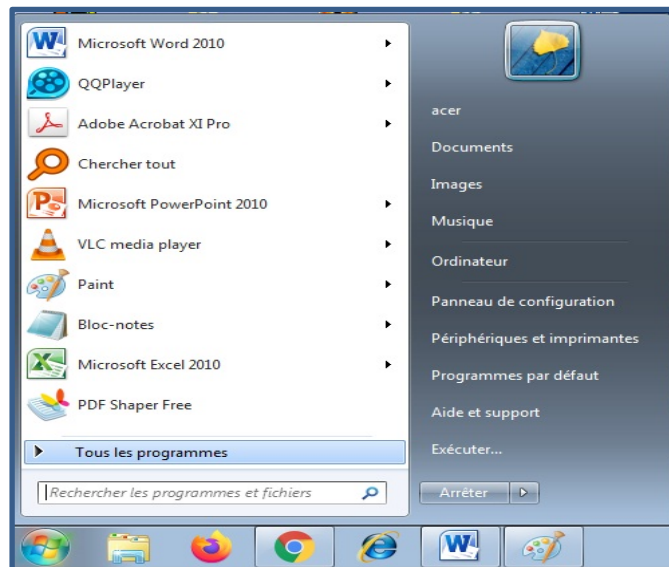 Microsoft Word 2010
QQPlayer
Adobe Acrobat XI Pro
Chercher tout
Microsoft PowerPoint 2010
VLC media player
Paint
Bloc-notes
Microsoft Excel 2010
PDF Shaper Free
Tous les programmes
Rechercher les programmes et fichiers
acer
Documents
Images
Musique
Ordinateur
Panneau de configuration
Périphériques et imprimantes
Programmes par défaut
Aide et support
Exécuter...
Arrêter